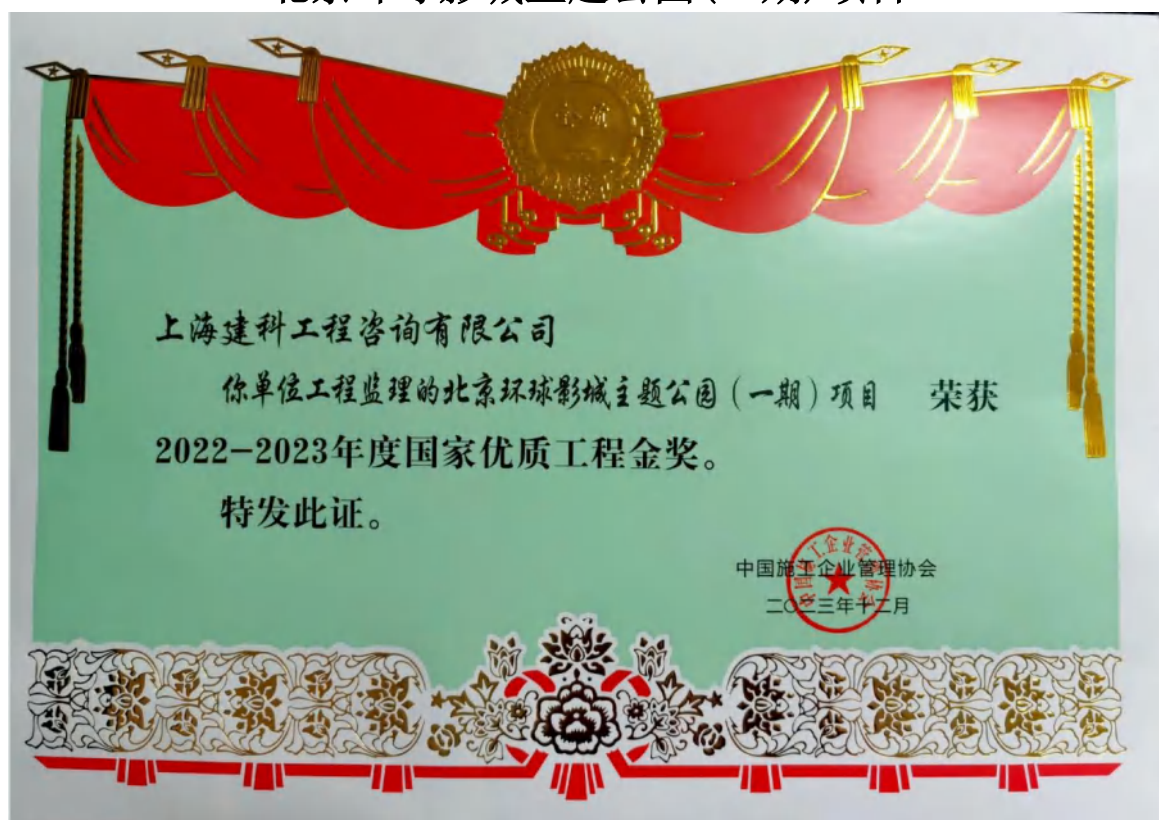 上海建科工程咨询有限公司
你单位工程监理的北京环球影城主题公园（一期）项目 荣获
2022-2023年度国家优质工程金奖。
特发此证。
中国施工企业管理协会
二〇二三年十二月